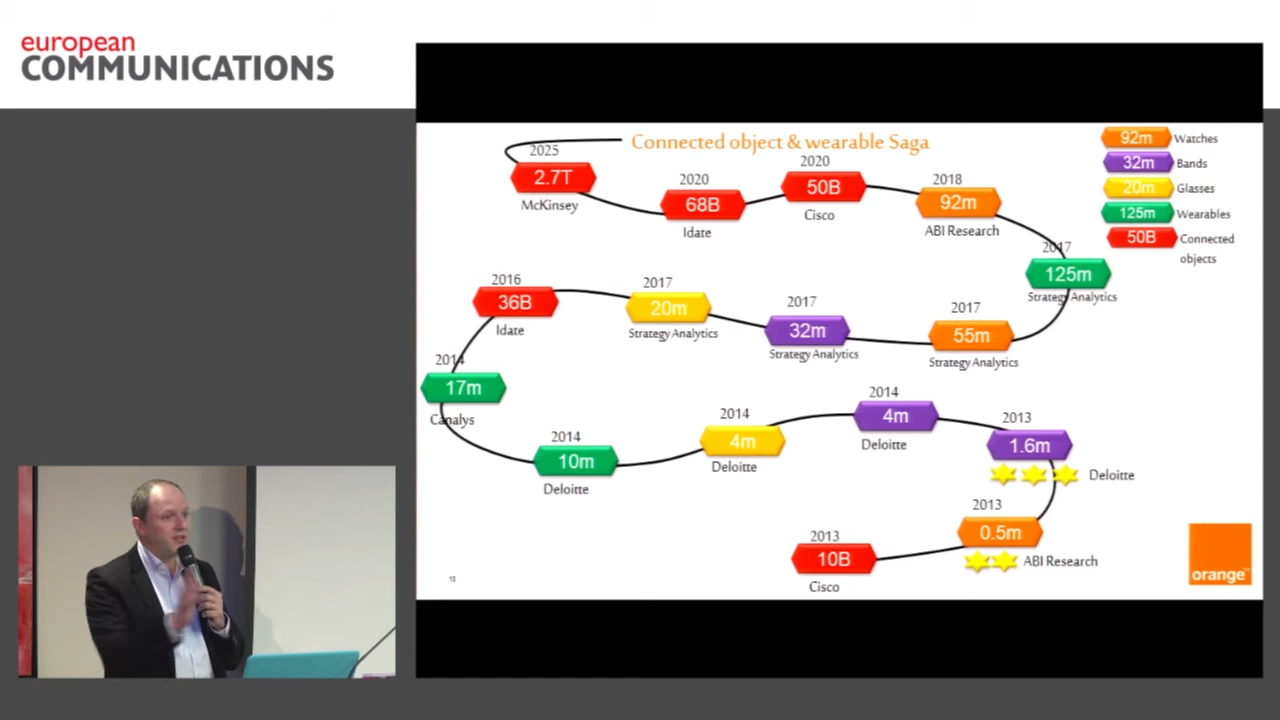 european
COMMUNICATIONS
Connected object & wearable Saga
2025
2.7T
McKinsey
2020
68B
Idate
2020
50B
Cisco
2018
92m
ABI Research
2017
125m
Strategy Analytics
2016
36B
Idate
2017
20m
Strategy Analytics
2017
32m
Strategy Analytics
2017
55m
Strategy Analytics
2014
17m
Canalys
2014
10m
Deloitte
2014
4m
Deloitte
2014
4m
Deloitte
2013
1.6m
Deloitte
2013
0.5m
ABI Research
2013
10B
Cisco
92m Watches
32m Bands
20m Glasses
125m Wearables
50B Connected
objects
orange™